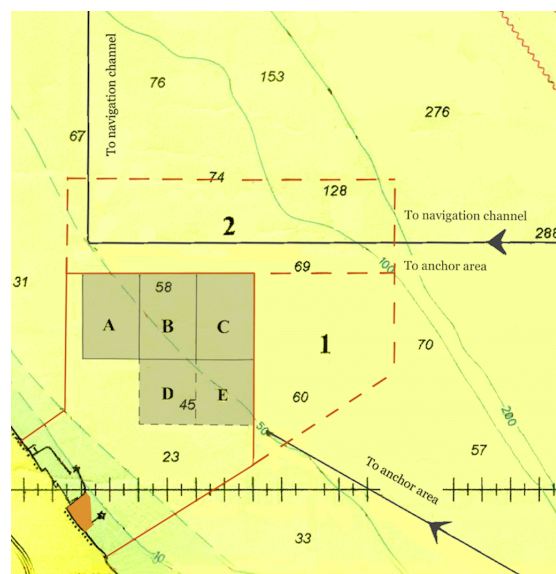 76
153
276
67
To navigation channel
74
128
2
To navigation channel
288
69
100
To anchor area
31
58
A
B
C
1
70
D
E
45
60
50
200
23
To anchor area
57
10
33